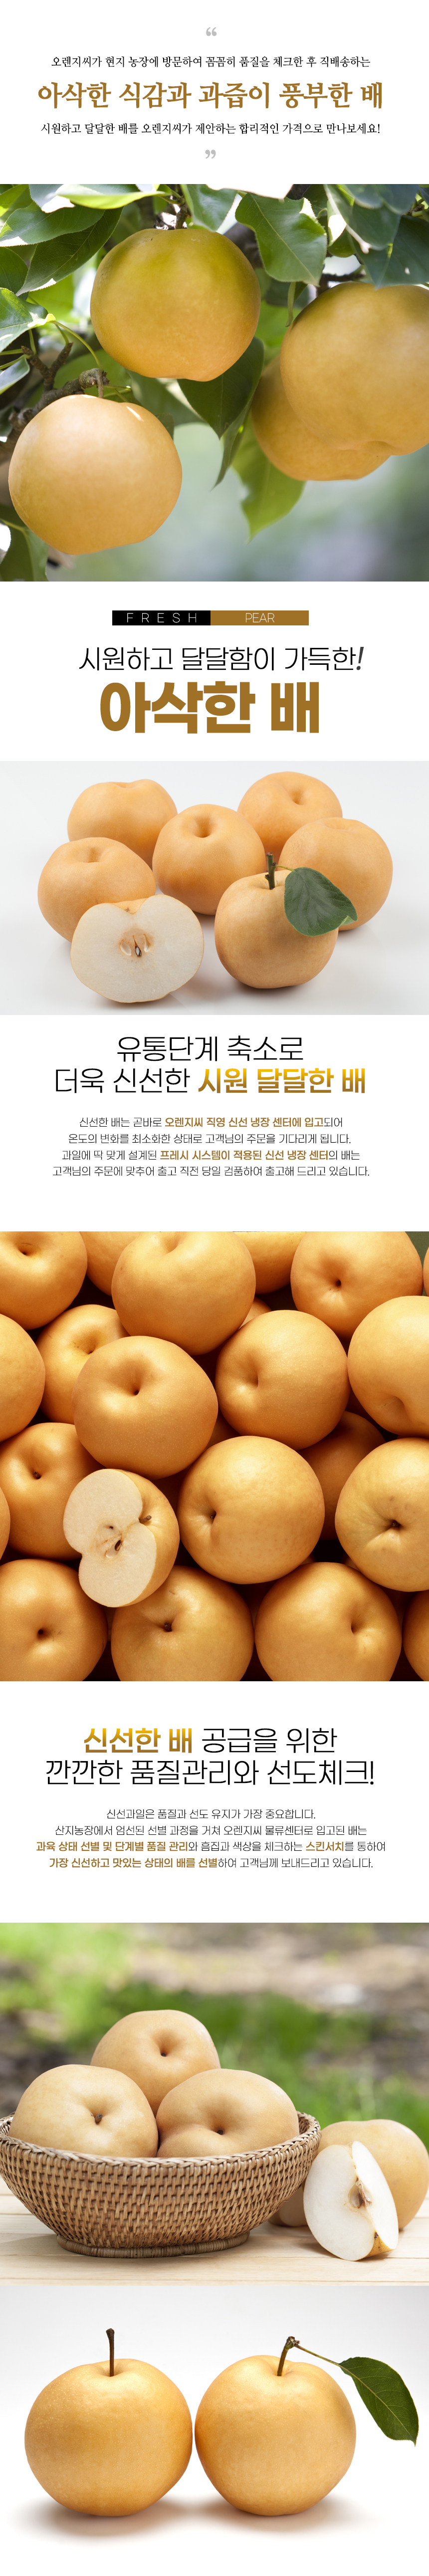 “
오렌지씨가 현지 농장에 방문하여 꼼꼼히 품질을 체크한 후 직배송하는
아삭한 식감과 과즙이 풍부한 배
시원하고 달달한 배를 오렌지씨가 제안하는 합리적인 가격으로 만나보세요!
”
FRESH PEAR
시원하고 달달함이 가득한!
아삭한 배
유통단계 축소로
더욱 신선한 시원 달달한 배
신선한 배는 곧바로 오렌지씨 직영 신선 냉장 센터에 입고되어
온도의 변화를 최소화한 상태로 고객님의 주문을 기다리게 됩니다.
과일에 딱 맞게 설계된 프레시 시스템이 적용된 신선 냉장 센터의 배는
고객님의 주문에 맞추어 출고 직전 당일 검품하여 출고해 드리고 있습니다.
신선한 배 공급을 위한
깐깐한 품질관리와 선도체크!
신선과일은 품질과 선도 유지가 가장 중요합니다.
산지농장에서 엄선된 선별 과정을 거쳐 오렌지씨 물류센터로 입고된 배는
과육 상태 선별 및 단계별 품질 관리와 흠집과 색상을 체크하는 스킨서치를 통하여
가장 신선하고 맛있는 상태의 배를 선별하여 고객님께 보내드리고 있습니다.